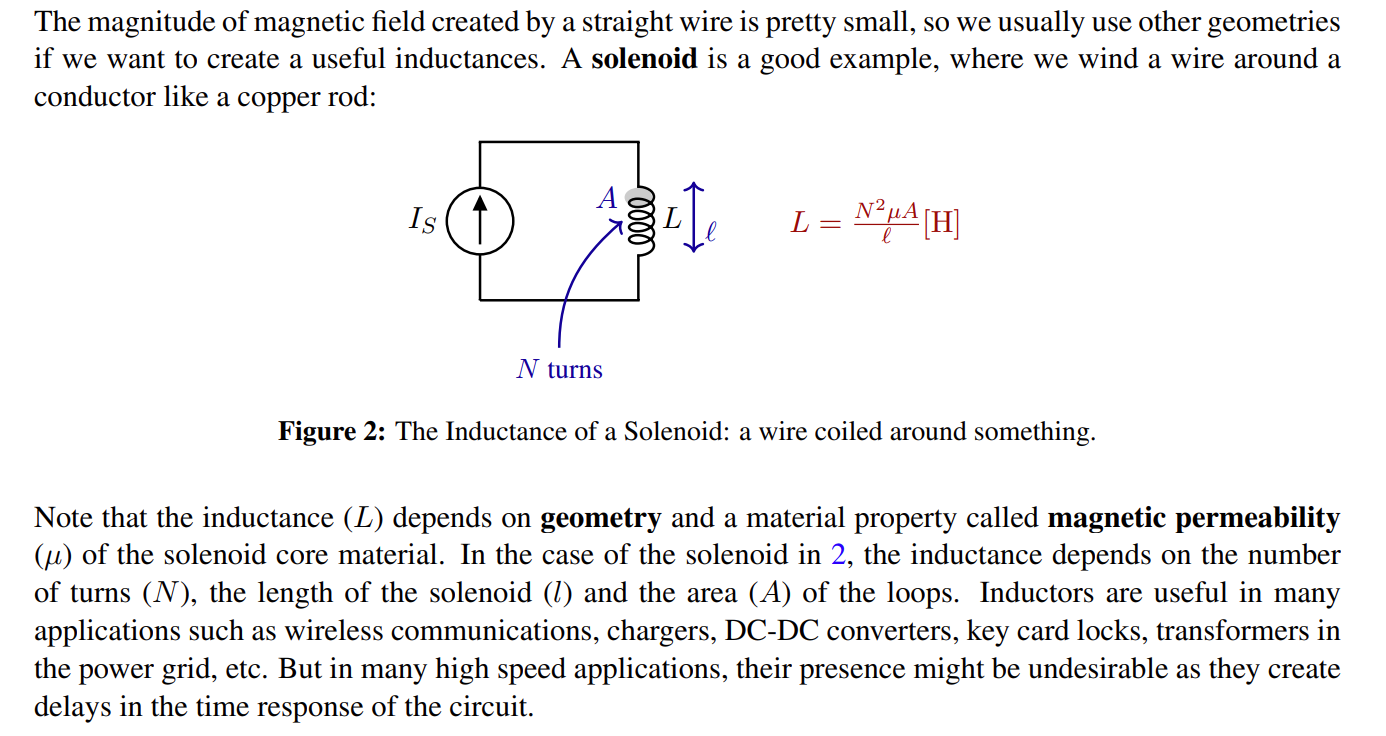 The magnitude of magnetic field created by a straight wire is pretty small, so we usually use other geometries
if we want to create a useful inductances. A solenoid is a good example, where we wind a wire around a
conductor like a copper rod:
I_S
A
L
ℓ
L = N²μA/ℓ [H]
N turns
Figure 2: The Inductance of a Solenoid: a wire coiled around something.
Note that the inductance (L) depends on geometry and a material property called magnetic permeability
(μ) of the solenoid core material. In the case of the solenoid in 2, the inductance depends on the number
of turns (N), the length of the solenoid (l) and the area (A) of the loops. Inductors are useful in many
applications such as wireless communications, chargers, DC-DC converters, key card locks, transformers in
the power grid, etc. But in many high speed applications, their presence might be undesirable as they create
delays in the time response of the circuit.